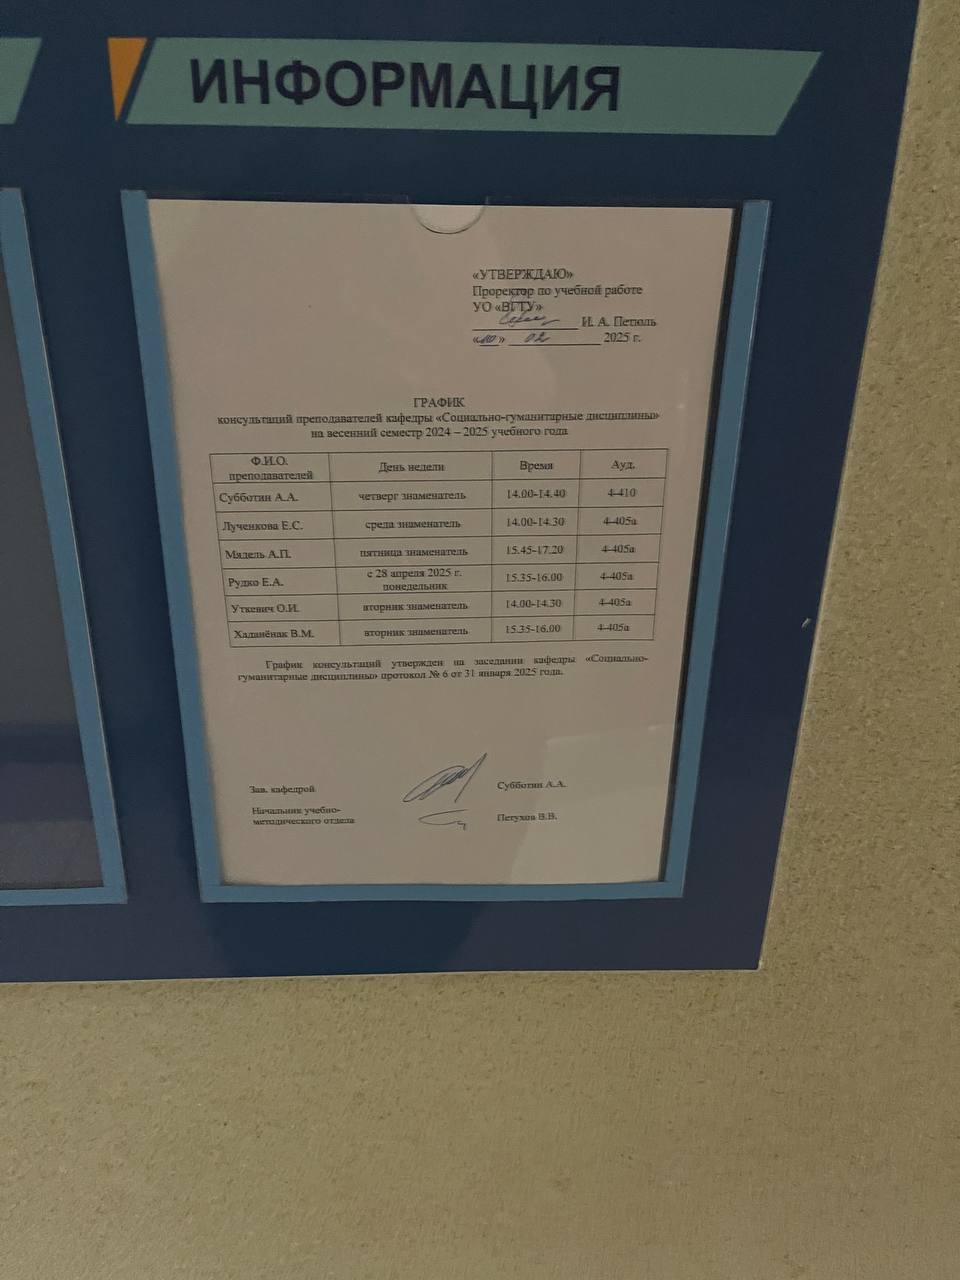 ИНФОРМАЦИЯ
«УТВЕРЖДАЮ»
Проректор по учебной работе
УО «ВГТУ»
И. А. Петюль
«10» 02 2025 г.
ГРАФИК
консультаций преподавателей кафедры «Социально-гуманитарные дисциплины»
на весенний семестр 2024 – 2025 учебного года
Ф.И.О. преподавателей День недели Время Ауд.
Субботин А.А. четверг знаменатель 14.00-14.40 4-410
Лученкова Е.С. среда знаменатель 14.00-14.30 4-405а
Мядель А.П. пятница знаменатель 15.45-17.20 4-405а
Рудко Е.А. с 28 апреля 2025 г. понедельник 15.35-16.00 4-405а
Уткевич О.И. вторник знаменатель 14.00-14.30 4-405а
Хаданёнак В.М. вторник знаменатель 15.35-16.00 4-405а
График консультаций утвержден на заседании кафедры «Социально-
гуманитарные дисциплины» протокол № 6 от 31 января 2025 года.
Зав. кафедрой Субботин А.А.
Начальник учебно-
методического отдела Петухов В.В.